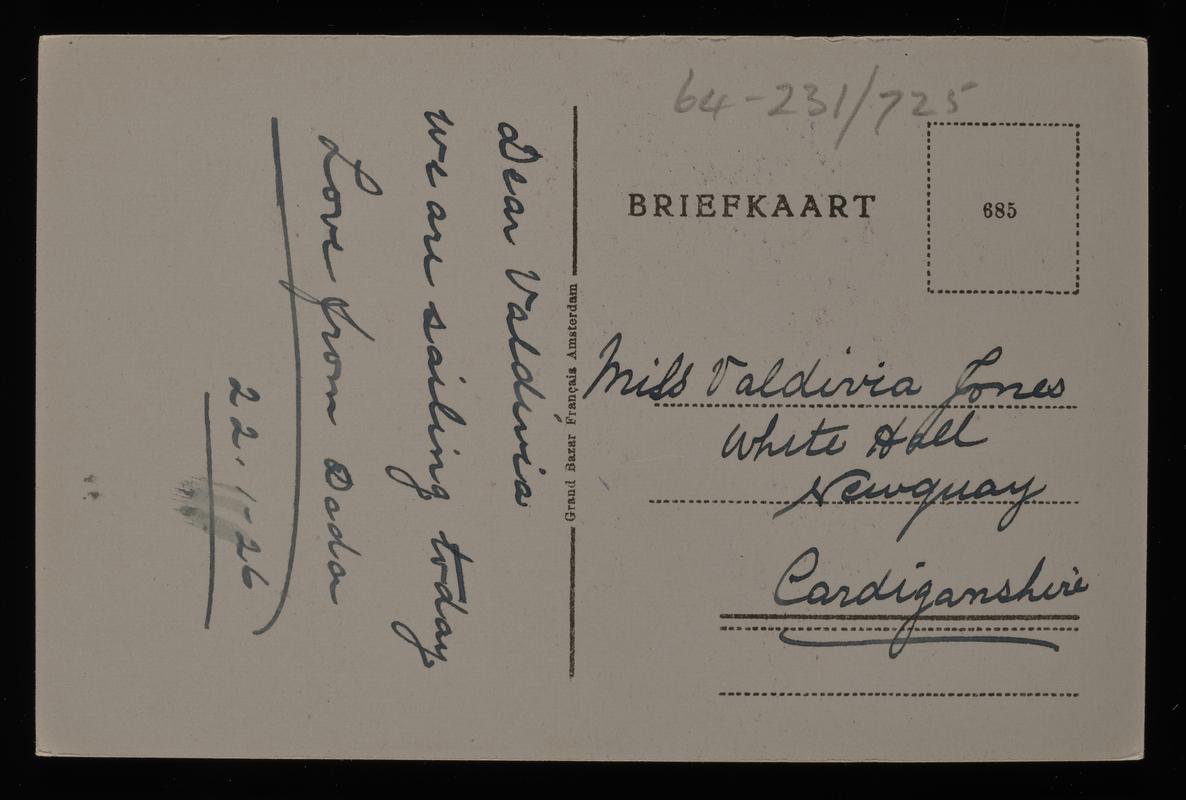 64-231/725
BRIEFKAART
685
Miss Valdivia Jones
White Hall
Newquay
Cardiganshire
Grand Bazar Français Amsterdam
Dear Valdivia
we are sailing today
Love from Dada
22.1-26